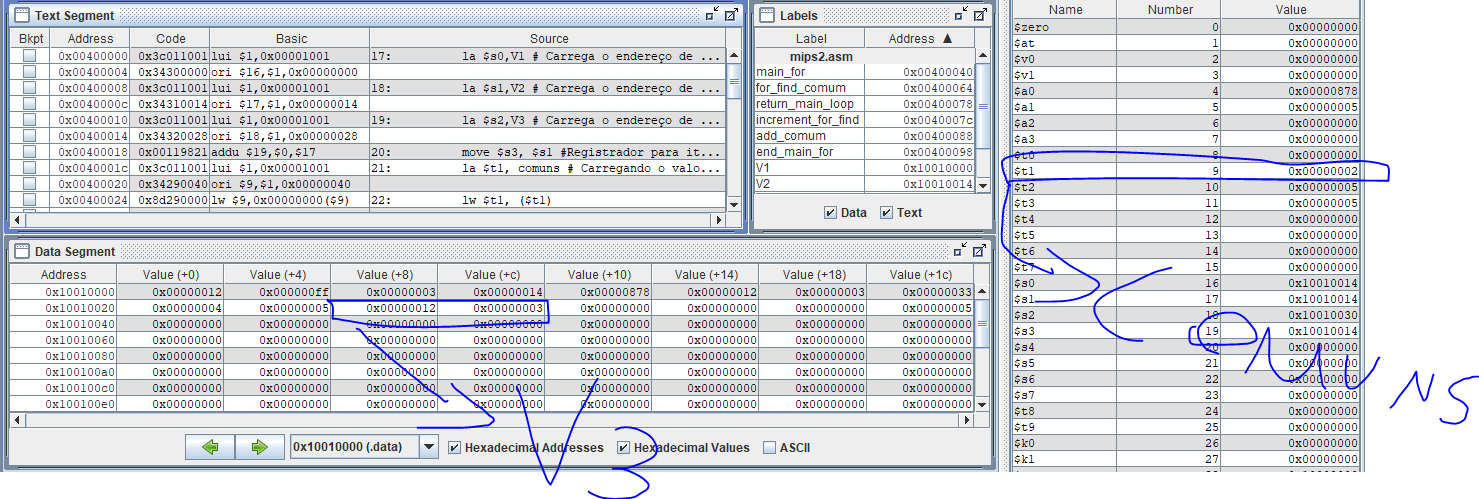 Text Segment
Bkpt Address Code Basic Source
0x00400000 0x3c011001 lui $1,0x00001001 17: la $s0,V1 # Carrega o endereço de ...
0x00400004 0x34300000 ori $16,$1,0x00000000
0x00400008 0x3c011001 lui $1,0x00001001 18: la $s1,V2 # Carrega o endereço de ...
0x0040000c 0x34310014 ori $17,$1,0x00000014
0x00400010 0x3c011001 lui $1,0x00001001 19: la $s2,V3 # Carrega o endereço de ...
0x00400014 0x34320028 ori $18,$1,0x00000028
0x00400018 0x00119821 addu $19,$0,$17 20: move $s3, $s1 #Registrador para it...
0x0040001c 0x3c011001 lui $1,0x00001001 21: la $t1, comuns # Carregando o valo...
0x00400020 0x34290040 ori $9,$1,0x00000040
0x00400024 0x8d290000 lw $9,0x00000000($9) 22: lw $t1, ($t1)
Labels
Label Address ▲
mips2.asm
main_for 0x00400040
for_find_comum 0x00400064
return_main_loop 0x00400078
increment_for_find 0x0040007c
add_comum 0x00400088
end_main_for 0x00400098
V1 0x10010000
V2 0x10010014
Data Text
Data Segment
Address Value (+0) Value (+4) Value (+8) Value (+c) Value (+10) Value (+14) Value (+18) Value (+1c)
0x10010000 0x00000012 0x000000ff 0x00000003 0x00000014 0x00000878 0x00000012 0x00000003 0x00000033
0x10010020 0x00000004 0x00000005 0x00000012 0x00000003 0x00000000 0x00000000 0x00000000 0x00000005
0x10010040 0x00000000 0x00000000 0x00000000 0x00000000 0x00000000 0x00000000 0x00000000 0x00000000
0x10010060 0x00000000 0x00000000 0x00000000 0x00000000 0x00000000 0x00000000 0x00000000 0x00000000
0x10010080 0x00000000 0x00000000 0x00000000 0x00000000 0x00000000 0x00000000 0x00000000 0x00000000
0x100100a0 0x00000000 0x00000000 0x00000000 0x00000000 0x00000000 0x00000000 0x00000000 0x00000000
0x100100c0 0x00000000 0x00000000 0x00000000 0x00000000 0x00000000 0x00000000 0x00000000 0x00000000
0x100100e0 0x00000000 0x00000000 0x00000000 0x00000000 0x00000000 0x00000000 0x00000000 0x00000000
0x10010000 (.data) Hexadecimal Addresses Hexadecimal Values ASCII
V3
Name Number Value
$zero 0 0x00000000
$at 1 0x00000000
$v0 2 0x00000000
$v1 3 0x00000000
$a0 4 0x00000878
$a1 5 0x00000005
$a2 6 0x00000000
$a3 7 0x00000000
$t0 8 0x00000000
$t1 9 0x00000002
$t2 10 0x00000005
$t3 11 0x00000005
$t4 12 0x00000000
$t5 13 0x00000000
$t6 14 0x00000000
$t7 15 0x00000000
$s0 16 0x10010014
$s1 17 0x10010014
$s2 18 0x10010030
$s3 19 0x10010014
$s4 20 0x00000000
$s5 21 0x00000000
$s6 22 0x00000000
$s7 23 0x00000000
$t8 24 0x00000000
$t9 25 0x00000000
$k0 26 0x00000000
$k1 27 0x00000000
COMUNS